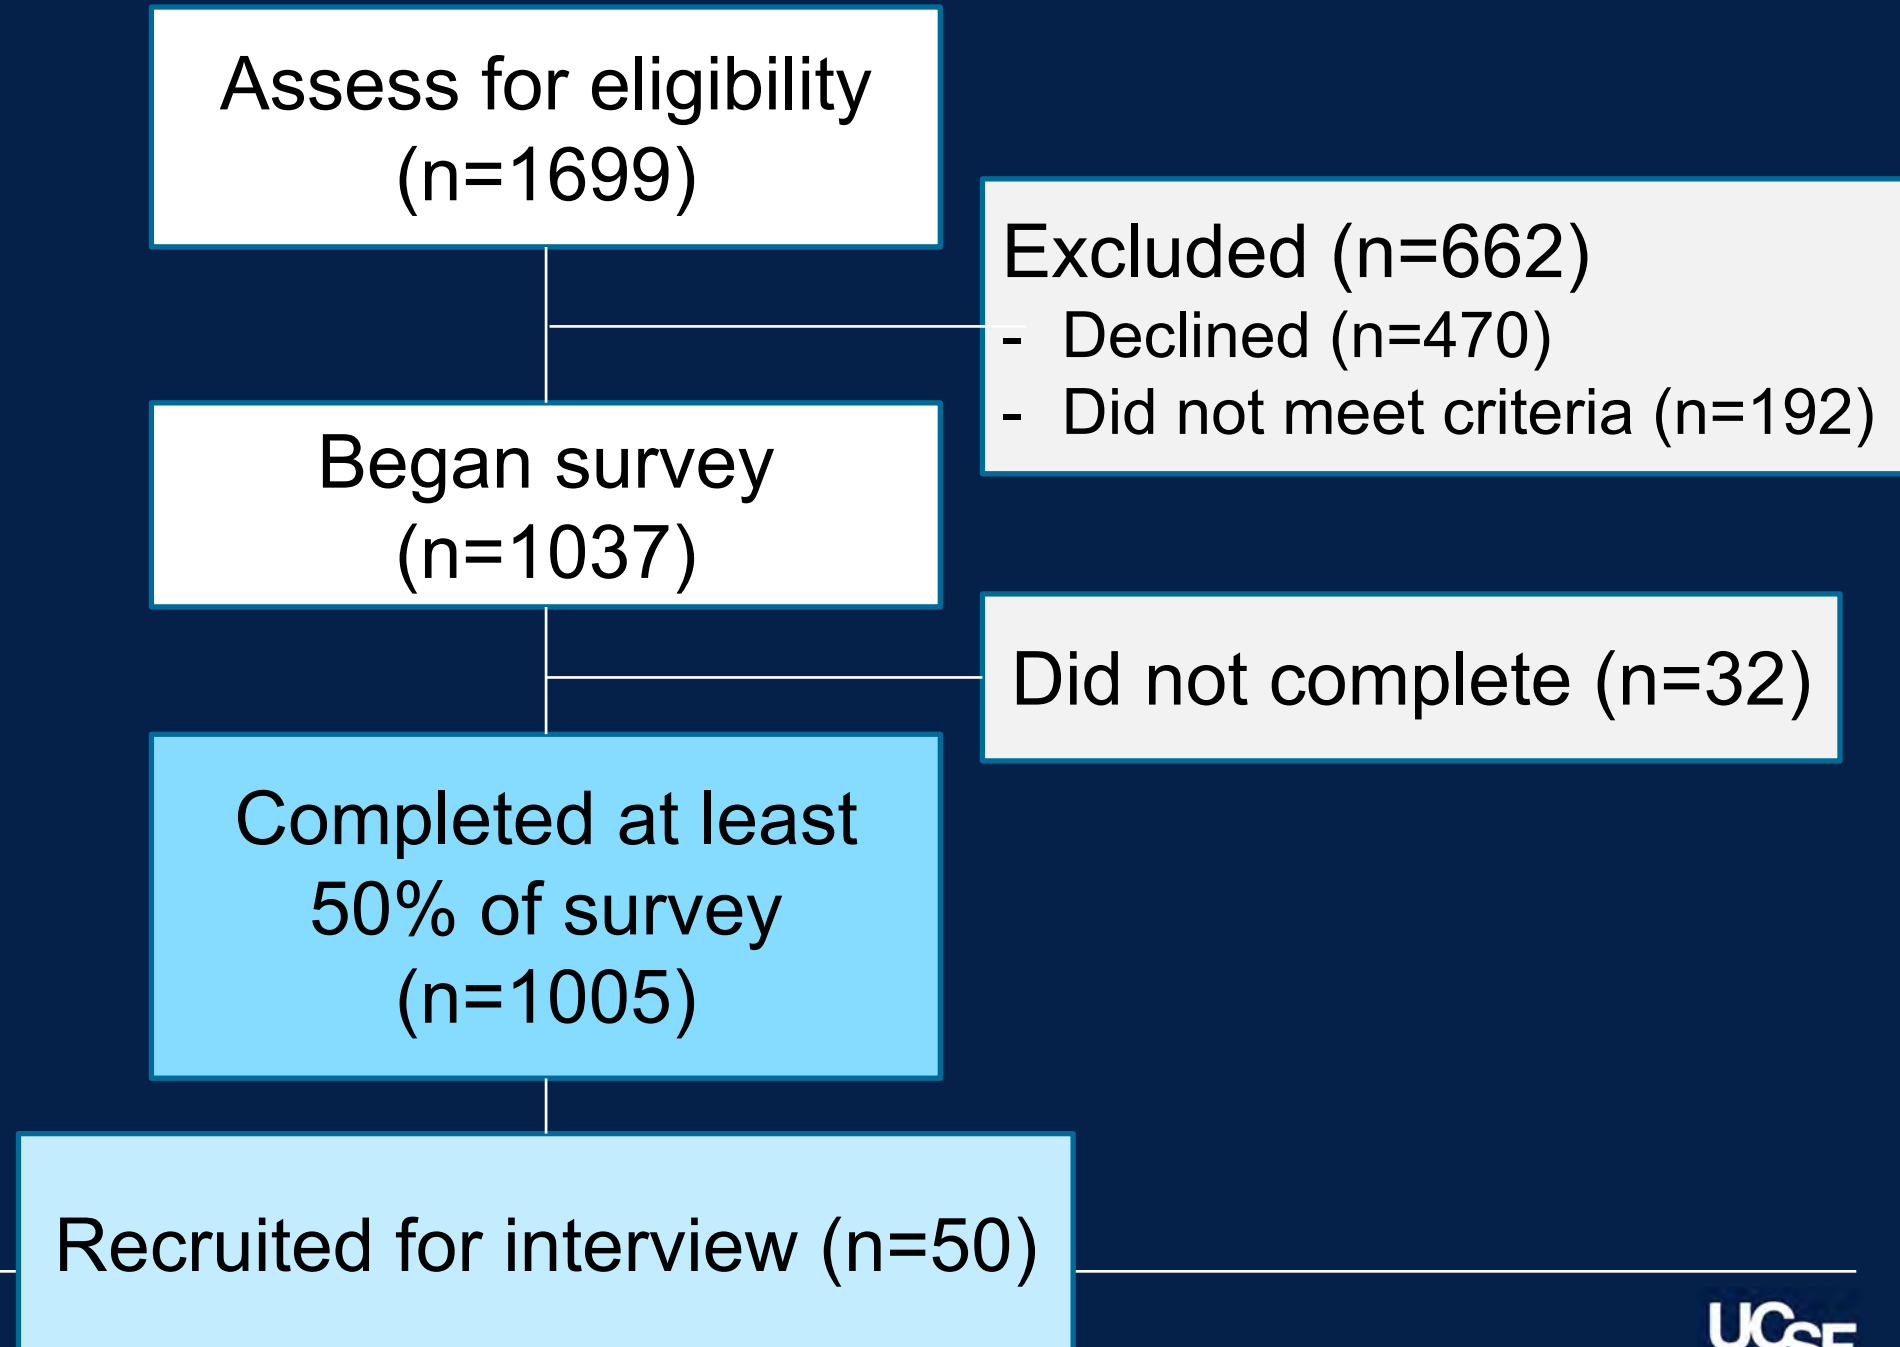 Assess for eligibility
(n=1699)
Excluded (n=662)
- Declined (n=470)
- Did not meet criteria (n=192)
Began survey
(n=1037)
Did not complete (n=32)
Completed at least
50% of survey
(n=1005)
Recruited for interview (n=50)
UCSF